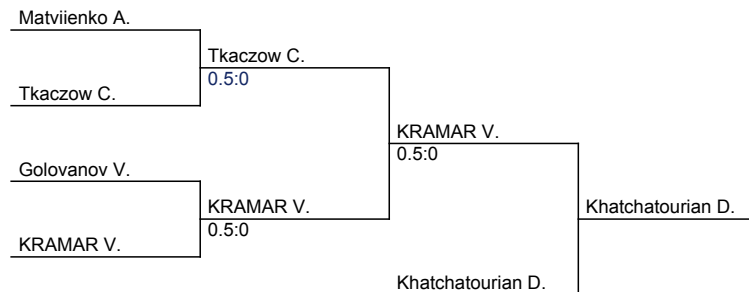 Matviienko A.
Tkaczow C.
0.5:0
Tkaczow C.
KRAMAR V.
0.5:0
Golovanov V.
KRAMAR V.
0.5:0
Khatchatourian D.
KRAMAR V.
Khatchatourian D.